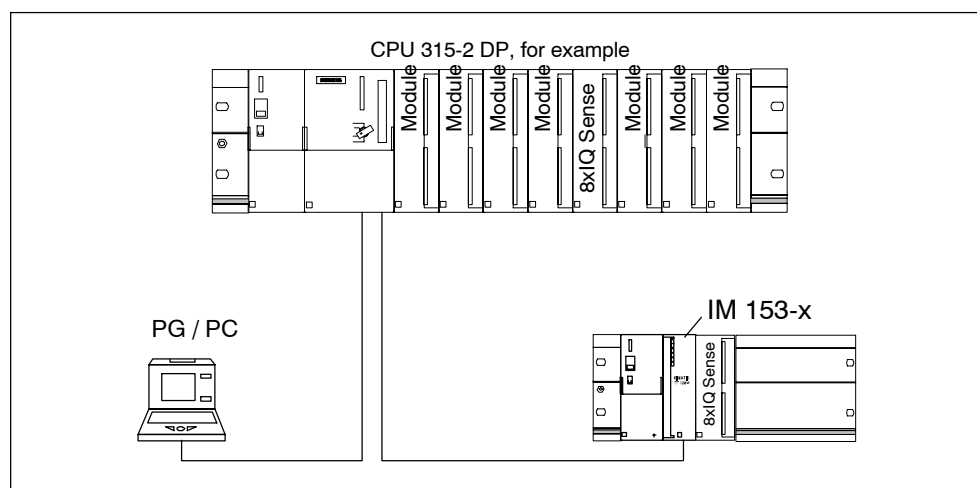 CPU 315-2 DP, for example
Module
Module
Module
Module
8xIQ Sense
Module
Module
Module
PG / PC
IM 153-x
8xIQ Sense